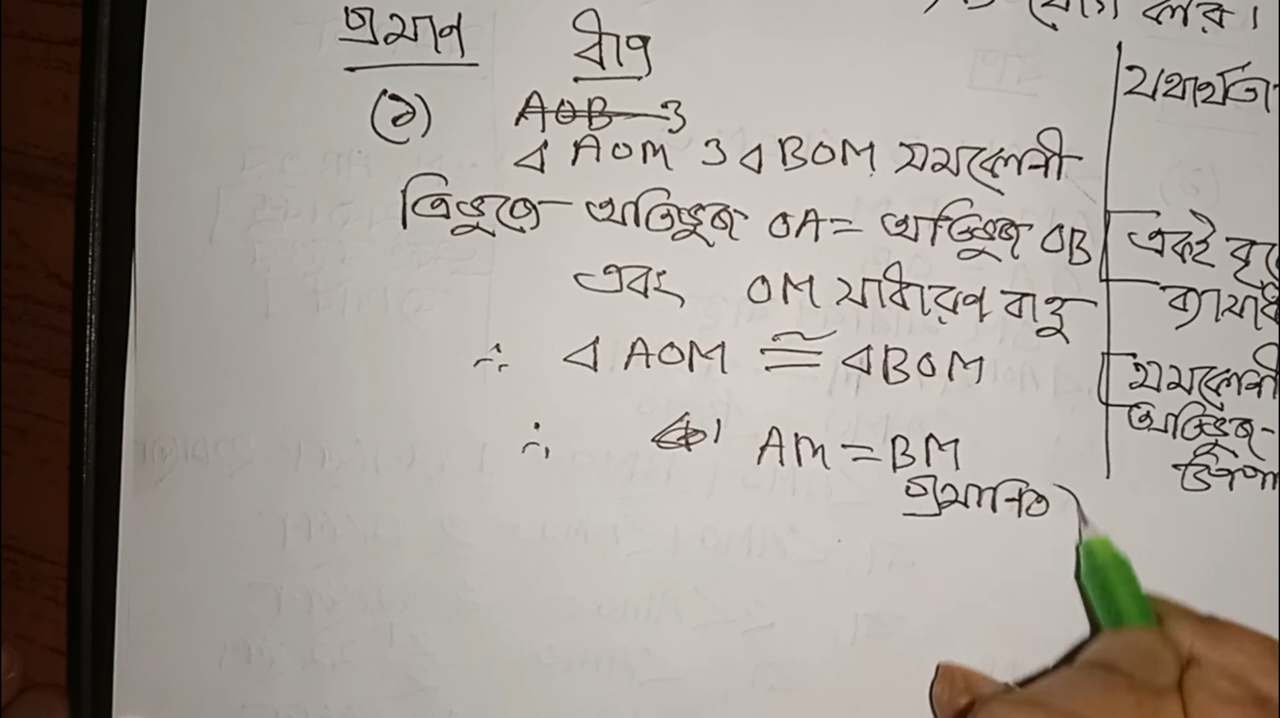 যোগ করি।
প্রমাণ ধাপ
যথার্থতা
(১) AOB ও
⊲ AOM ও ⊲ BOM সমকোণী
ত্রিভুজে অতিভুজ OA = অতিভুজ OB
একই বৃত্তে
এবং OM সাধারণ বাহু
ব্যাসার্ধ
∴ ⊲ AOM ≅ ⊲ BOM
সমকোণী
অতিভুজ-
∴ AM = BM
প্রমাণিত)